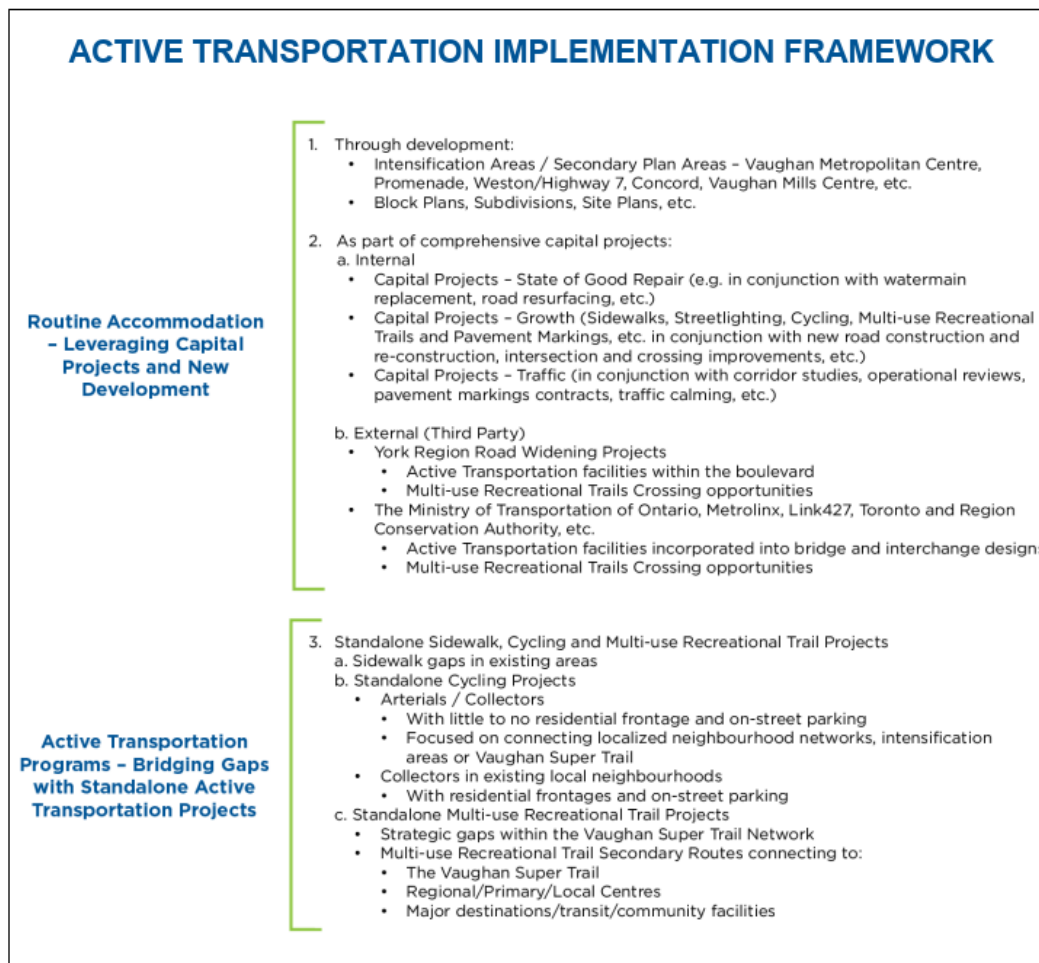 ACTIVE TRANSPORTATION IMPLEMENTATION FRAMEWORK
Routine Accommodation
– Leveraging Capital
Projects and New
Development
1. Through development:
• Intensification Areas / Secondary Plan Areas – Vaughan Metropolitan Centre,
Promenade, Weston/Highway 7, Concord, Vaughan Mills Centre, etc.
• Block Plans, Subdivisions, Site Plans, etc.
2. As part of comprehensive capital projects:
a. Internal
• Capital Projects – State of Good Repair (e.g. in conjunction with watermain
replacement, road resurfacing, etc.)
• Capital Projects – Growth (Sidewalks, Streetlighting, Cycling, Multi-use Recreational
Trails and Pavement Markings, etc. in conjunction with new road construction and
re-construction, intersection and crossing improvements, etc.)
• Capital Projects – Traffic (in conjunction with corridor studies, operational reviews,
pavement markings contracts, traffic calming, etc.)
b. External (Third Party)
• York Region Road Widening Projects
• Active Transportation facilities within the boulevard
• Multi-use Recreational Trails Crossing opportunities
• The Ministry of Transportation of Ontario, Metrolinx, Link427, Toronto and Region
Conservation Authority, etc.
• Active Transportation facilities incorporated into bridge and interchange designs
• Multi-use Recreational Trails Crossing opportunities
Active Transportation
Programs – Bridging Gaps
with Standalone Active
Transportation Projects
3. Standalone Sidewalk, Cycling and Multi-use Recreational Trail Projects
a. Sidewalk gaps in existing areas
b. Standalone Cycling Projects
• Arterials / Collectors
• With little to no residential frontage and on-street parking
• Focused on connecting localized neighbourhood networks, intensification
areas or Vaughan Super Trail
• Collectors in existing local neighbourhoods
• With residential frontages and on-street parking
c. Standalone Multi-use Recreational Trail Projects
• Strategic gaps within the Vaughan Super Trail Network
• Multi-use Recreational Trail Secondary Routes connecting to:
• The Vaughan Super Trail
• Regional/Primary/Local Centres
• Major destinations/transit/community facilities